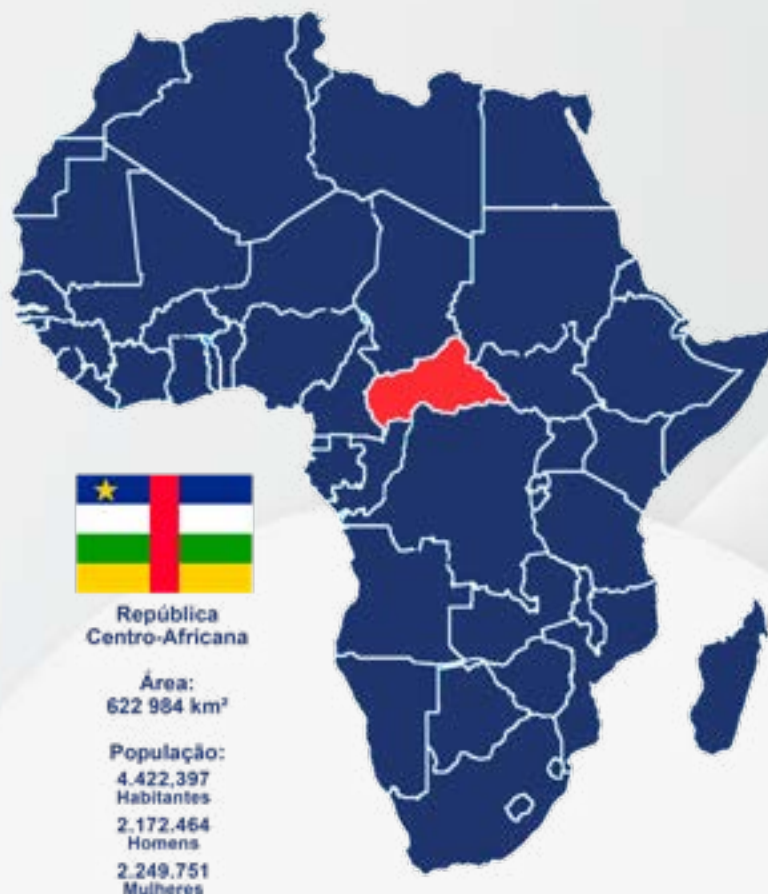 República
Centro-Africana
Área:
622 984 km²
População:
4.422,397
Habitantes
2.172.464
Homens
2.249.751
Mulheres